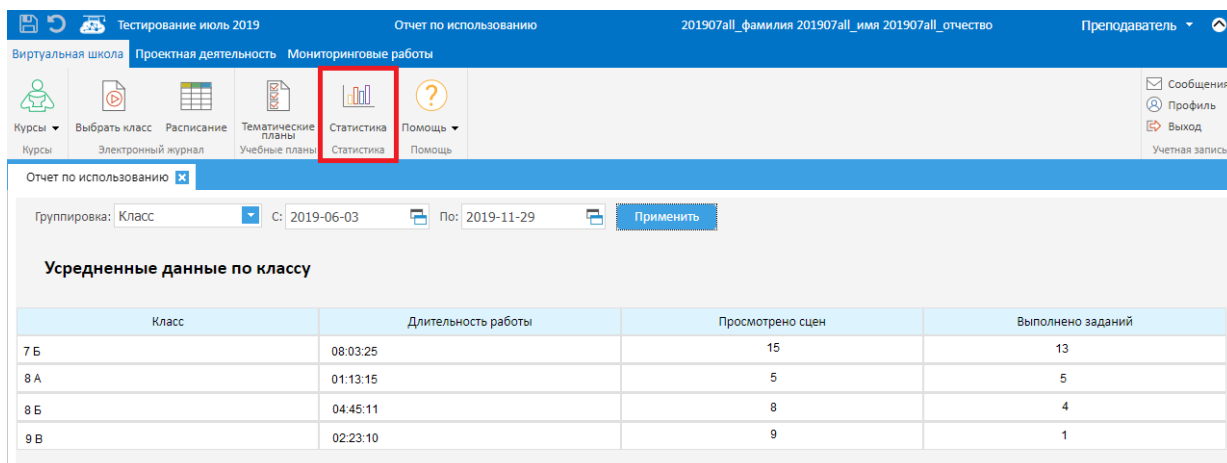 Тестирование июль 2019 Отчет по использованию 201907all_фамилия 201907all_имя 201907all_отчество Преподаватель
Виртуальная школа Проектная деятельность Мониторинговые работы
Курсы Выбрать класс Расписание Тематические планы Статистика Помощь
Курсы Электронный журнал Учебные планы Статистика Помощь
Сообщения
Профиль
Выход
Учетная запись
Отчет по использованию
Группировка: Класс С: 2019-06-03 По: 2019-11-29 Применить
Усредненные данные по классу
Класс Длительность работы Просмотрено сцен Выполнено заданий
7 Б 08:03:25 15 13
8 А 01:13:15 5 5
8 Б 04:45:11 8 4
9 В 02:23:10 9 1